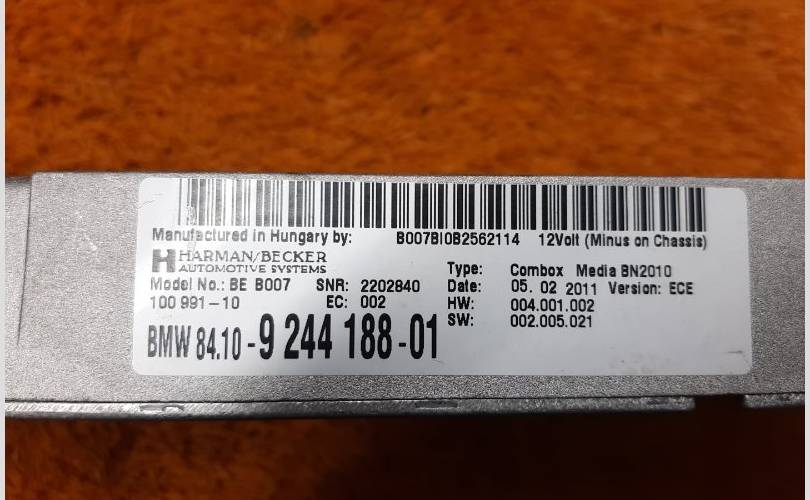 Manufactured in Hungary by: B007BI0B2562114 12Volt (Minus on Chassis)
HARMAN/BECKER
AUTOMOTIVE SYSTEMS
Type: Combox Media BN2010
Model No.: BE B007 SNR: 2202840 Date: 05. 02 2011 Version: ECE
100 991-10 EC: 002 HW: 004.001.002
BMW 84.10-9 244 188-01 SW: 002.005.021